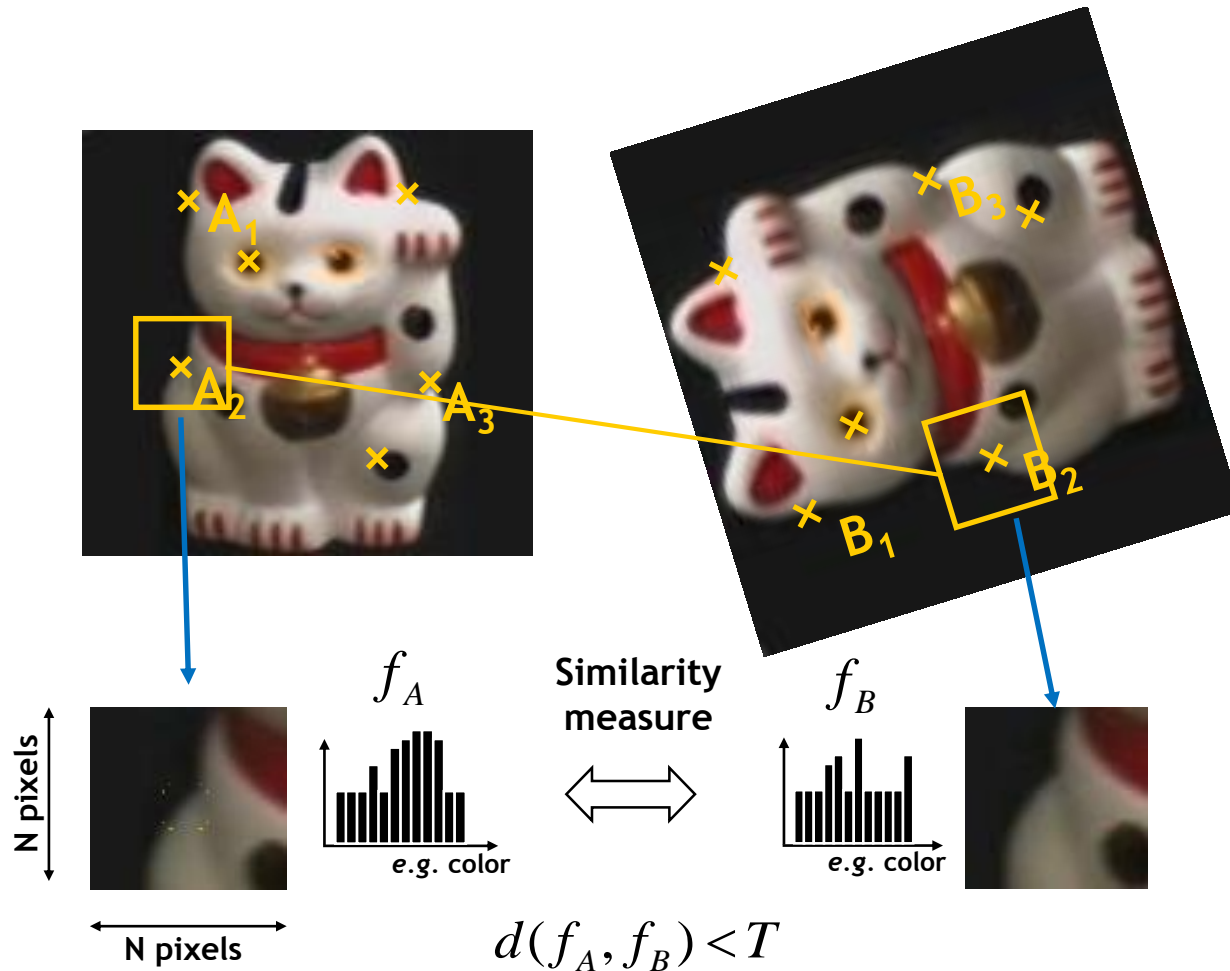 A₁
A₂
A₃
B₃
B₂
B₁
f_A
Similarity
measure
f_B
N pixels
e.g. color
e.g. color
N pixels
d(f_A, f_B) < T